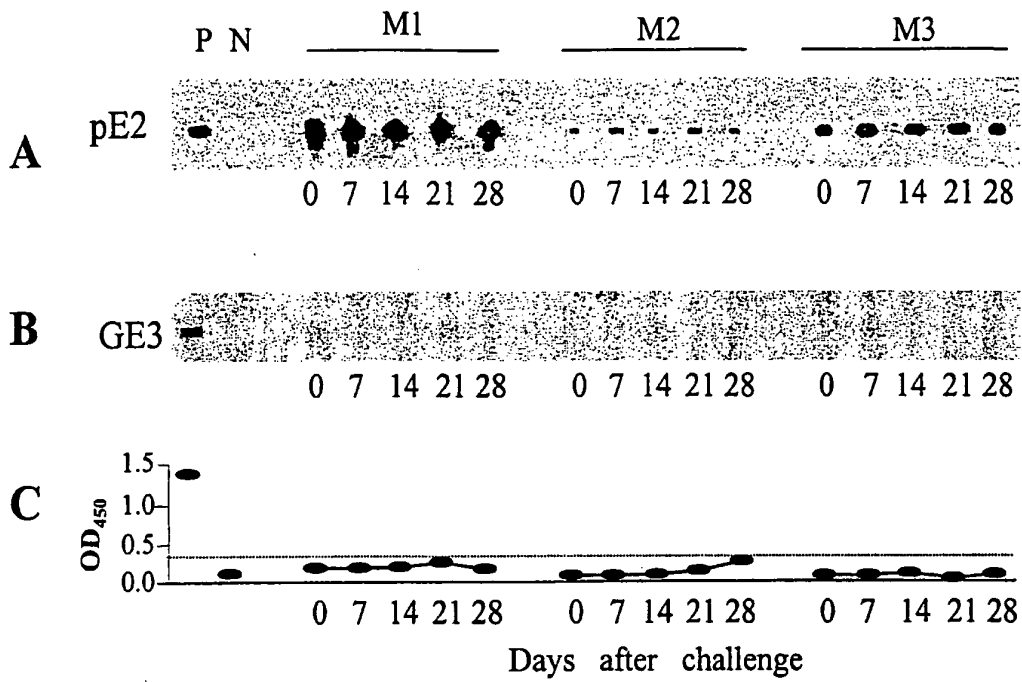 P N M1 M2 M3
A pE2
0 7 14 21 28 0 7 14 21 28 0 7 14 21 28
B GE3
0 7 14 21 28 0 7 14 21 28 0 7 14 21 28
C OD450
1.5
1.0
0.5
0.0
0 7 14 21 28 0 7 14 21 28 0 7 14 21 28
Days after challenge